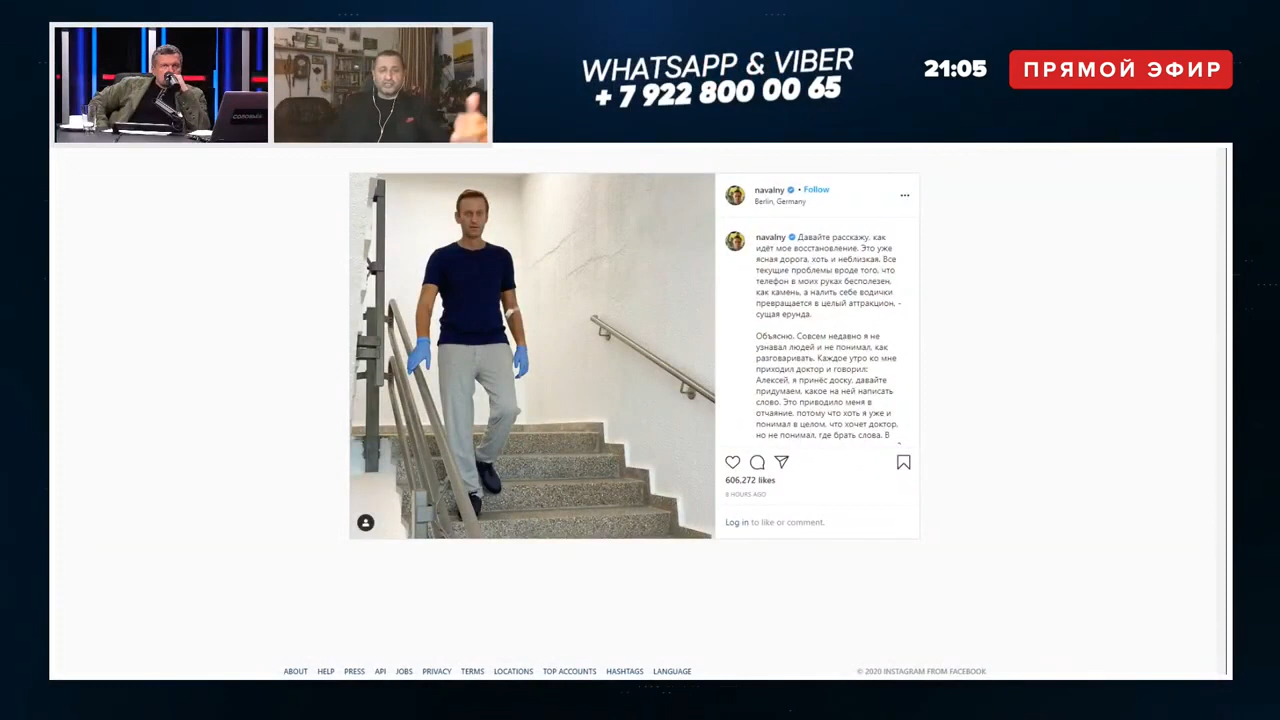 WHATSAPP & VIBER
+ 7 922 800 00 65
21:05
ПРЯМОЙ ЭФИР
СОЛОВЬЁВ
navalny • Follow
Berlin, Germany
navalny Давайте расскажу, как
идёт мое восстановление. Это уже
ясная дорога, хоть и неблизкая. Все
текущие проблемы вроде того, что
телефон в моих руках бесполезен,
как камень, а налить себе водички
превращается в целый аттракцион, -
сущая ерунда.
Объясню. Совсем недавно я не
узнавал людей и не понимал, как
разговаривать. Каждое утро ко мне
приходил доктор и говорил:
Алексей, я принёс доску, давайте
придумаем, какое на ней написать
слово. Это приводило меня в
отчаяние, потому что хоть я уже и
понимал в целом, что хочет доктор,
но не понимал, где брать слова. В
606,272 likes
8 HOURS AGO
Log in to like or comment.
ABOUT HELP PRESS API JOBS PRIVACY TERMS LOCATIONS TOP ACCOUNTS HASHTAGS LANGUAGE
© 2020 INSTAGRAM FROM FACEBOOK